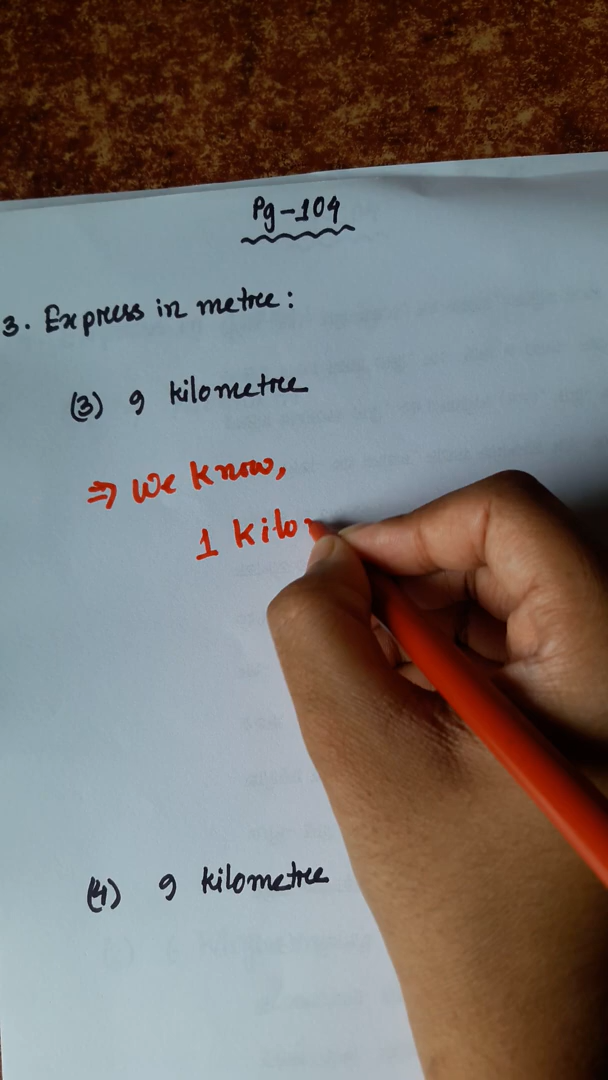 Pg-104
3. Express in metre:
(3) 9 kilometre
⇒ We know,
1 kilo
(4) 9 kilometre